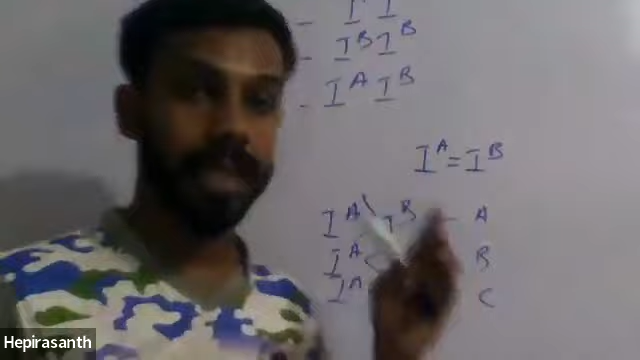 - I I
- I^B I^B
- I^A I^B
I^A = I^B
I^A I^B - A
I^A B
I^A C
Hepirasanth